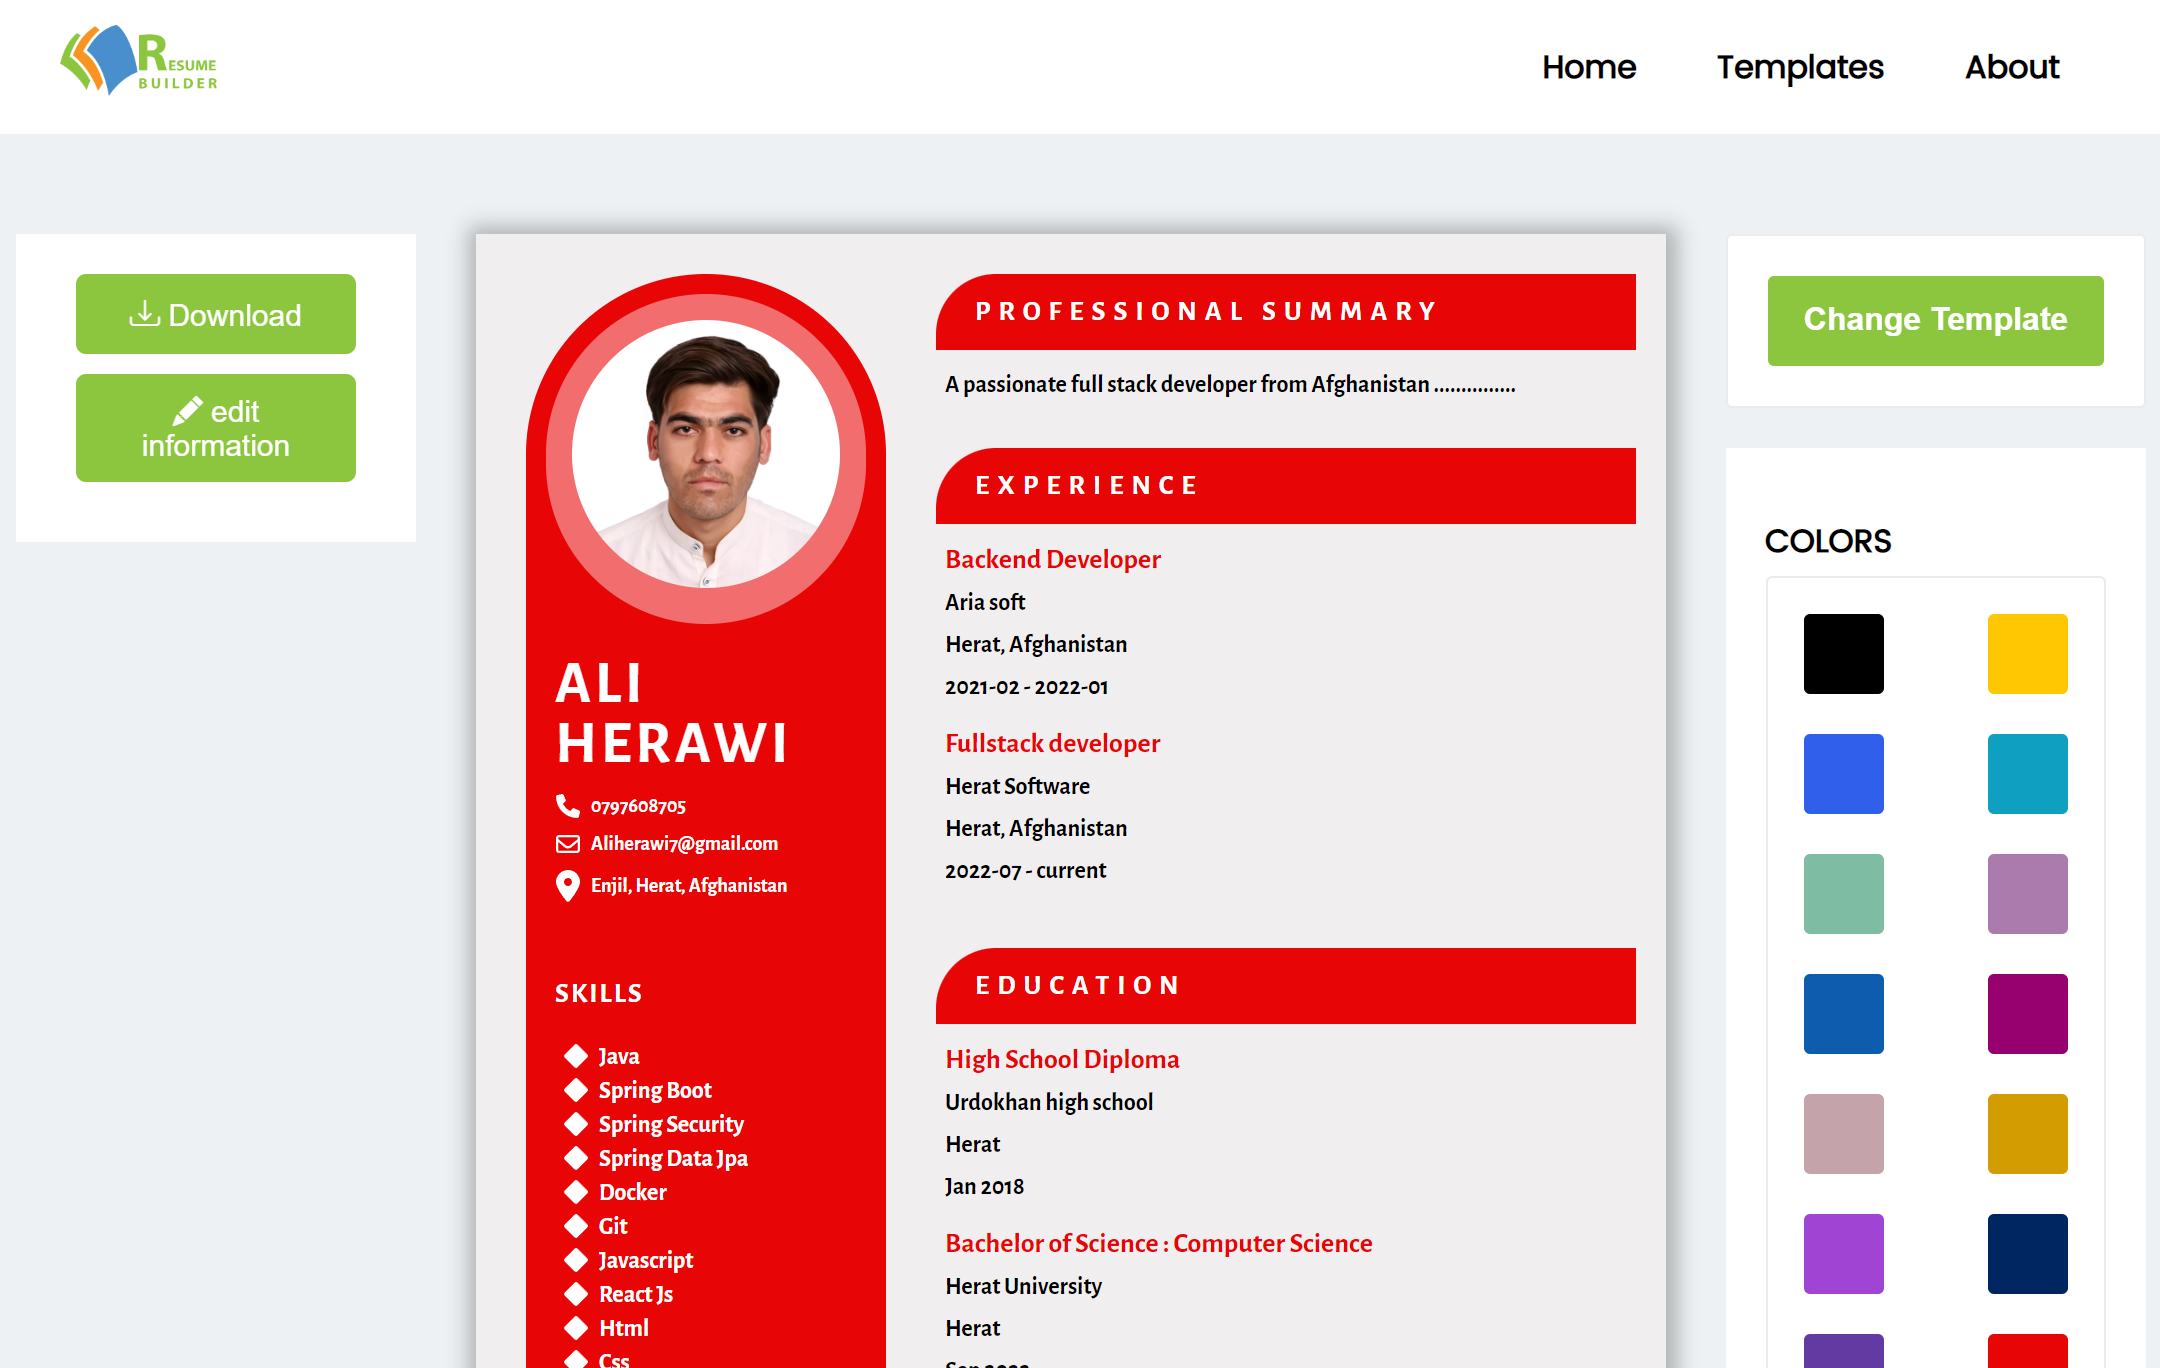 RESUME
BUILDER
Home
Templates
About
Download
edit
information
ALI
HERAWI
0797608705
Aliherawi7@gmail.com
Enjil, Herat, Afghanistan
SKILLS
Java
Spring Boot
Spring Security
Spring Data Jpa
Docker
Git
Javascript
React Js
Html
Css
PROFESSIONAL SUMMARY
A passionate full stack developer from Afghanistan ...............
EXPERIENCE
Backend Developer
Aria soft
Herat, Afghanistan
2021-02 - 2022-01
Fullstack developer
Herat Software
Herat, Afghanistan
2022-07 - current
EDUCATION
High School Diploma
Urdokhan high school
Herat
Jan 2018
Bachelor of Science : Computer Science
Herat University
Herat
Change Template
COLORS